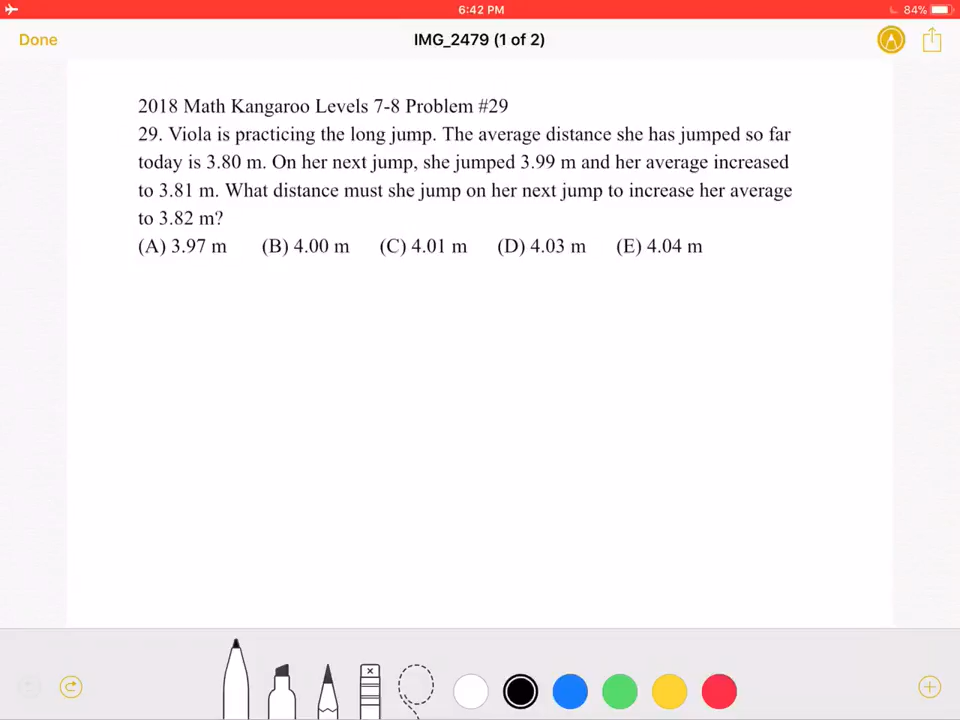 6:42 PM
84%
Done
IMG_2479 (1 of 2)
2018 Math Kangaroo Levels 7-8 Problem #29
29. Viola is practicing the long jump. The average distance she has jumped so far
today is 3.80 m. On her next jump, she jumped 3.99 m and her average increased
to 3.81 m. What distance must she jump on her next jump to increase her average
to 3.82 m?
(A) 3.97 m (B) 4.00 m (C) 4.01 m (D) 4.03 m (E) 4.04 m